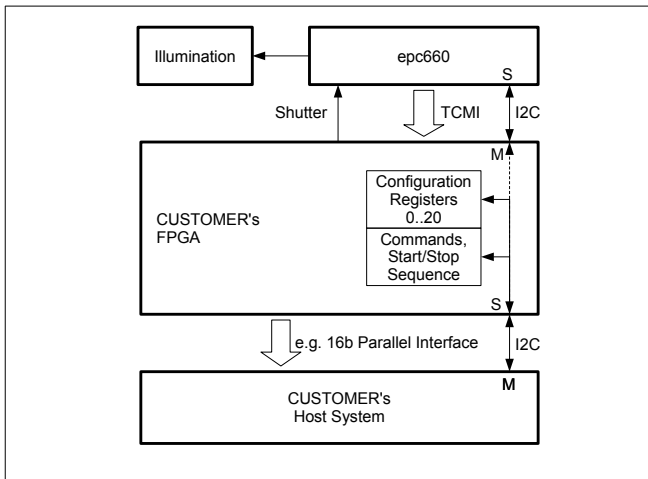 Illumination
epc660
S
Shutter
TCMI
I2C
M
CUSTOMER's
FPGA
Configuration
Registers
0..20
Commands,
Start/Stop
Sequence
S
e.g. 16b Parallel Interface
I2C
M
CUSTOMER's
Host System